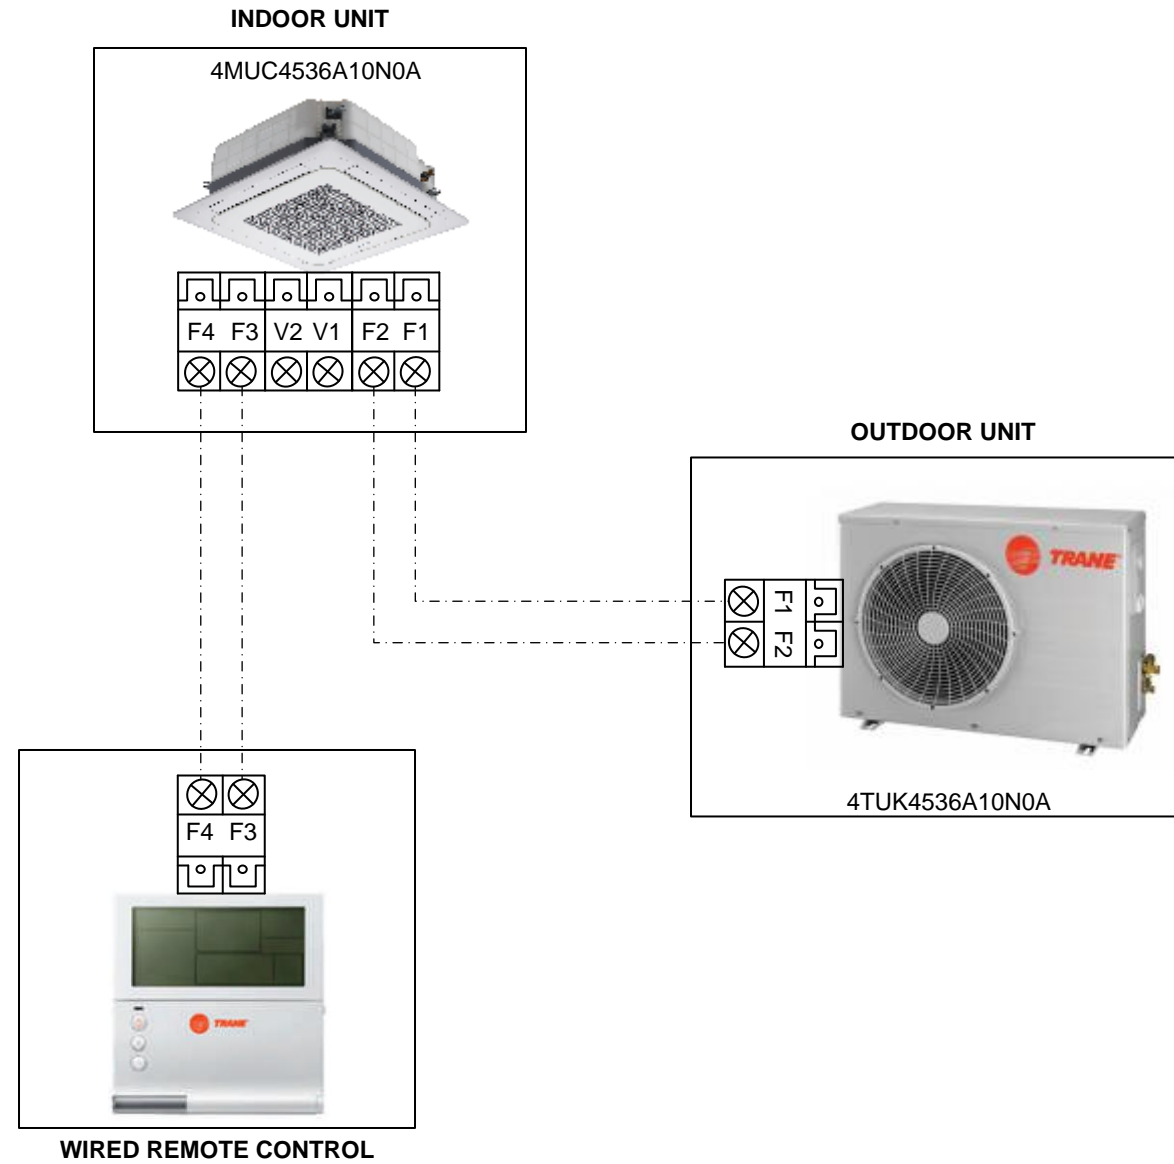 INDOOR UNIT
4MUC4536A10N0A
F4 F3 V2 V1 F2 F1
OUTDOOR UNIT
TRANE
F1
F2
4TUK4536A10N0A
F4 F3
TRANE
WIRED REMOTE CONTROL